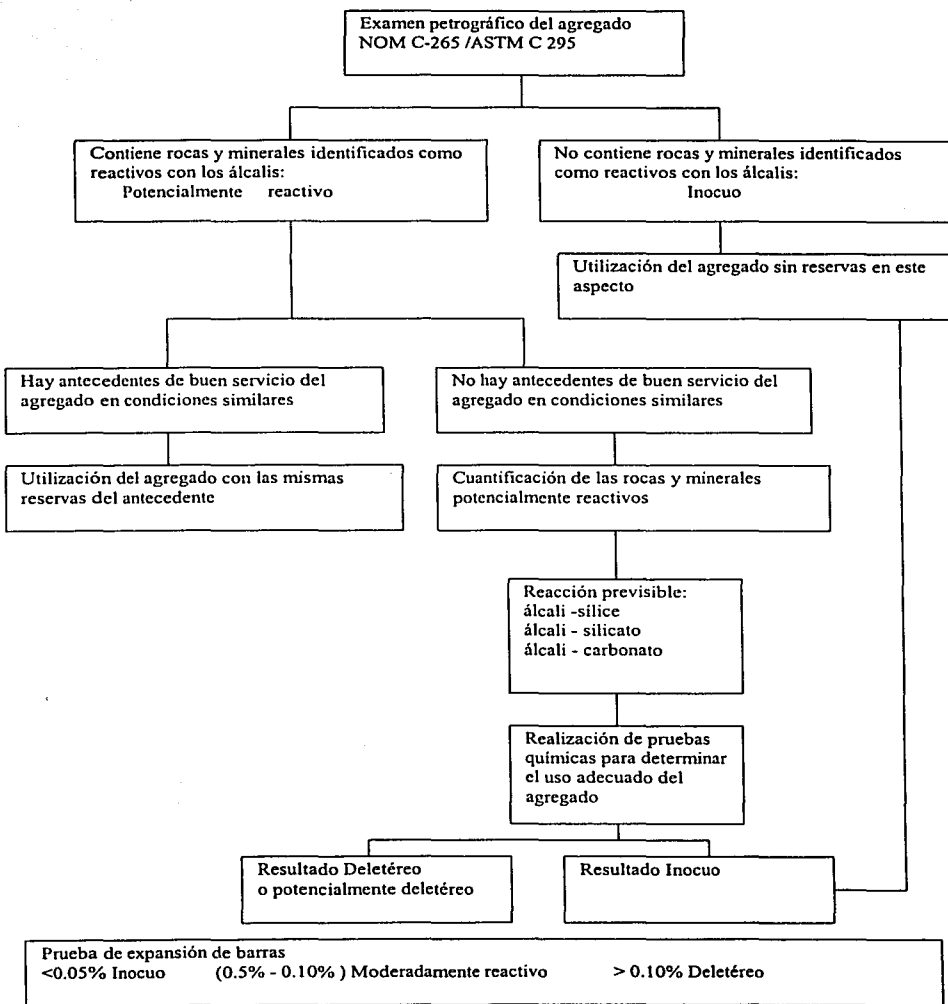 Examen petrográfico del agregado
NOM C-265 /ASTM C 295
Contiene rocas y minerales identificados como
reactivos con los álcalis:
Potencialmente reactivo
No contiene rocas y minerales identificados
como reactivos con los álcalis:
Inocuo
Utilización del agregado sin reservas en este
aspecto
Hay antecedentes de buen servicio del
agregado en condiciones similares
No hay antecedentes de buen servicio del
agregado en condiciones similares
Utilización del agregado con las mismas
reservas del antecedente
Cuantificación de las rocas y minerales
potencialmente reactivos
Reacción previsible:
álcali -sílice
álcali - silicato
álcali - carbonato
Realización de pruebas
químicas para determinar
el uso adecuado del
agregado
Resultado Deletéreo
o potencialmente deletéreo
Resultado Inocuo
Prueba de expansión de barras
<0.05% Inocuo (0.5% - 0.10% ) Moderadamente reactivo > 0.10% Deletéreo